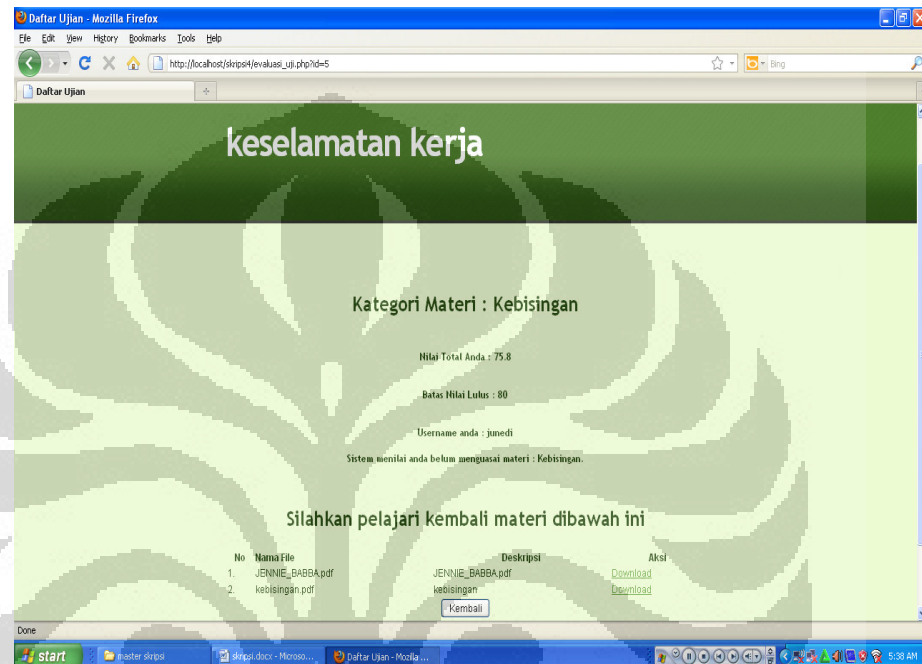 Daftar Ujian - Mozilla Firefox
File Edit View History Bookmarks Tools Help
http://localhost/skripsi4/evaluasi_uji.php?id=5
Bing
Daftar Ujian
keselamatan kerja
Kategori Materi : Kebisingan
Nilai Total Anda : 75.8
Batas Nilai Lulus : 80
Username anda : junedi
Sistem menilai anda belum menguasai materi : Kebisingan.
Silahkan pelajari kembali materi dibawah ini
No Nama File Deskripsi Aksi
1. JENNIE_BABBA.pdf JENNIE_BABBA.pdf Download
2. kebisingan.pdf kebisingan Download
Kembali
Done
start master skripsi skripsi.docx - Microso... Daftar Ujian - Mozilla ... 5:38 AM